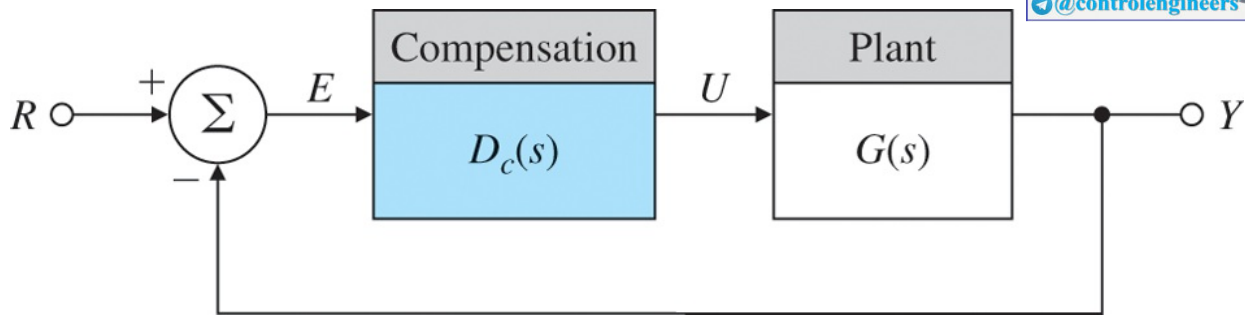 @controlengineers
Compensation
Plant
R
+
Σ
E
U
Y
D_c(s)
G(s)
−